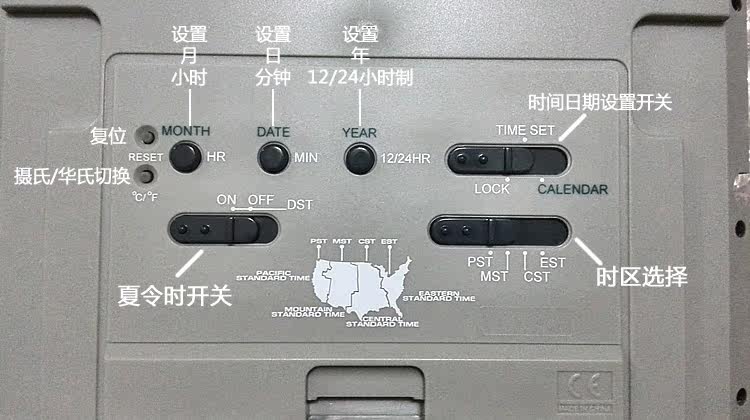 设置
月
小时
设置
日
分钟
设置
年
12/24小时制
时间日期设置开关
复位
MONTH
DATE
YEAR
TIME SET
RESET
HR
MIN
12/24HR
摄氏/华氏切换
LOCK
CALENDAR
°C/°F
ON OFF
DST
夏令时开关
PST MST CST EST
PACIFIC
STANDARD TIME
EASTERN
STANDARD TIME
MOUNTAIN
STANDARD TIME
CENTRAL
STANDARD TIME
PST
MST
CST
EST
时区选择
CE
MADE IN CHINA